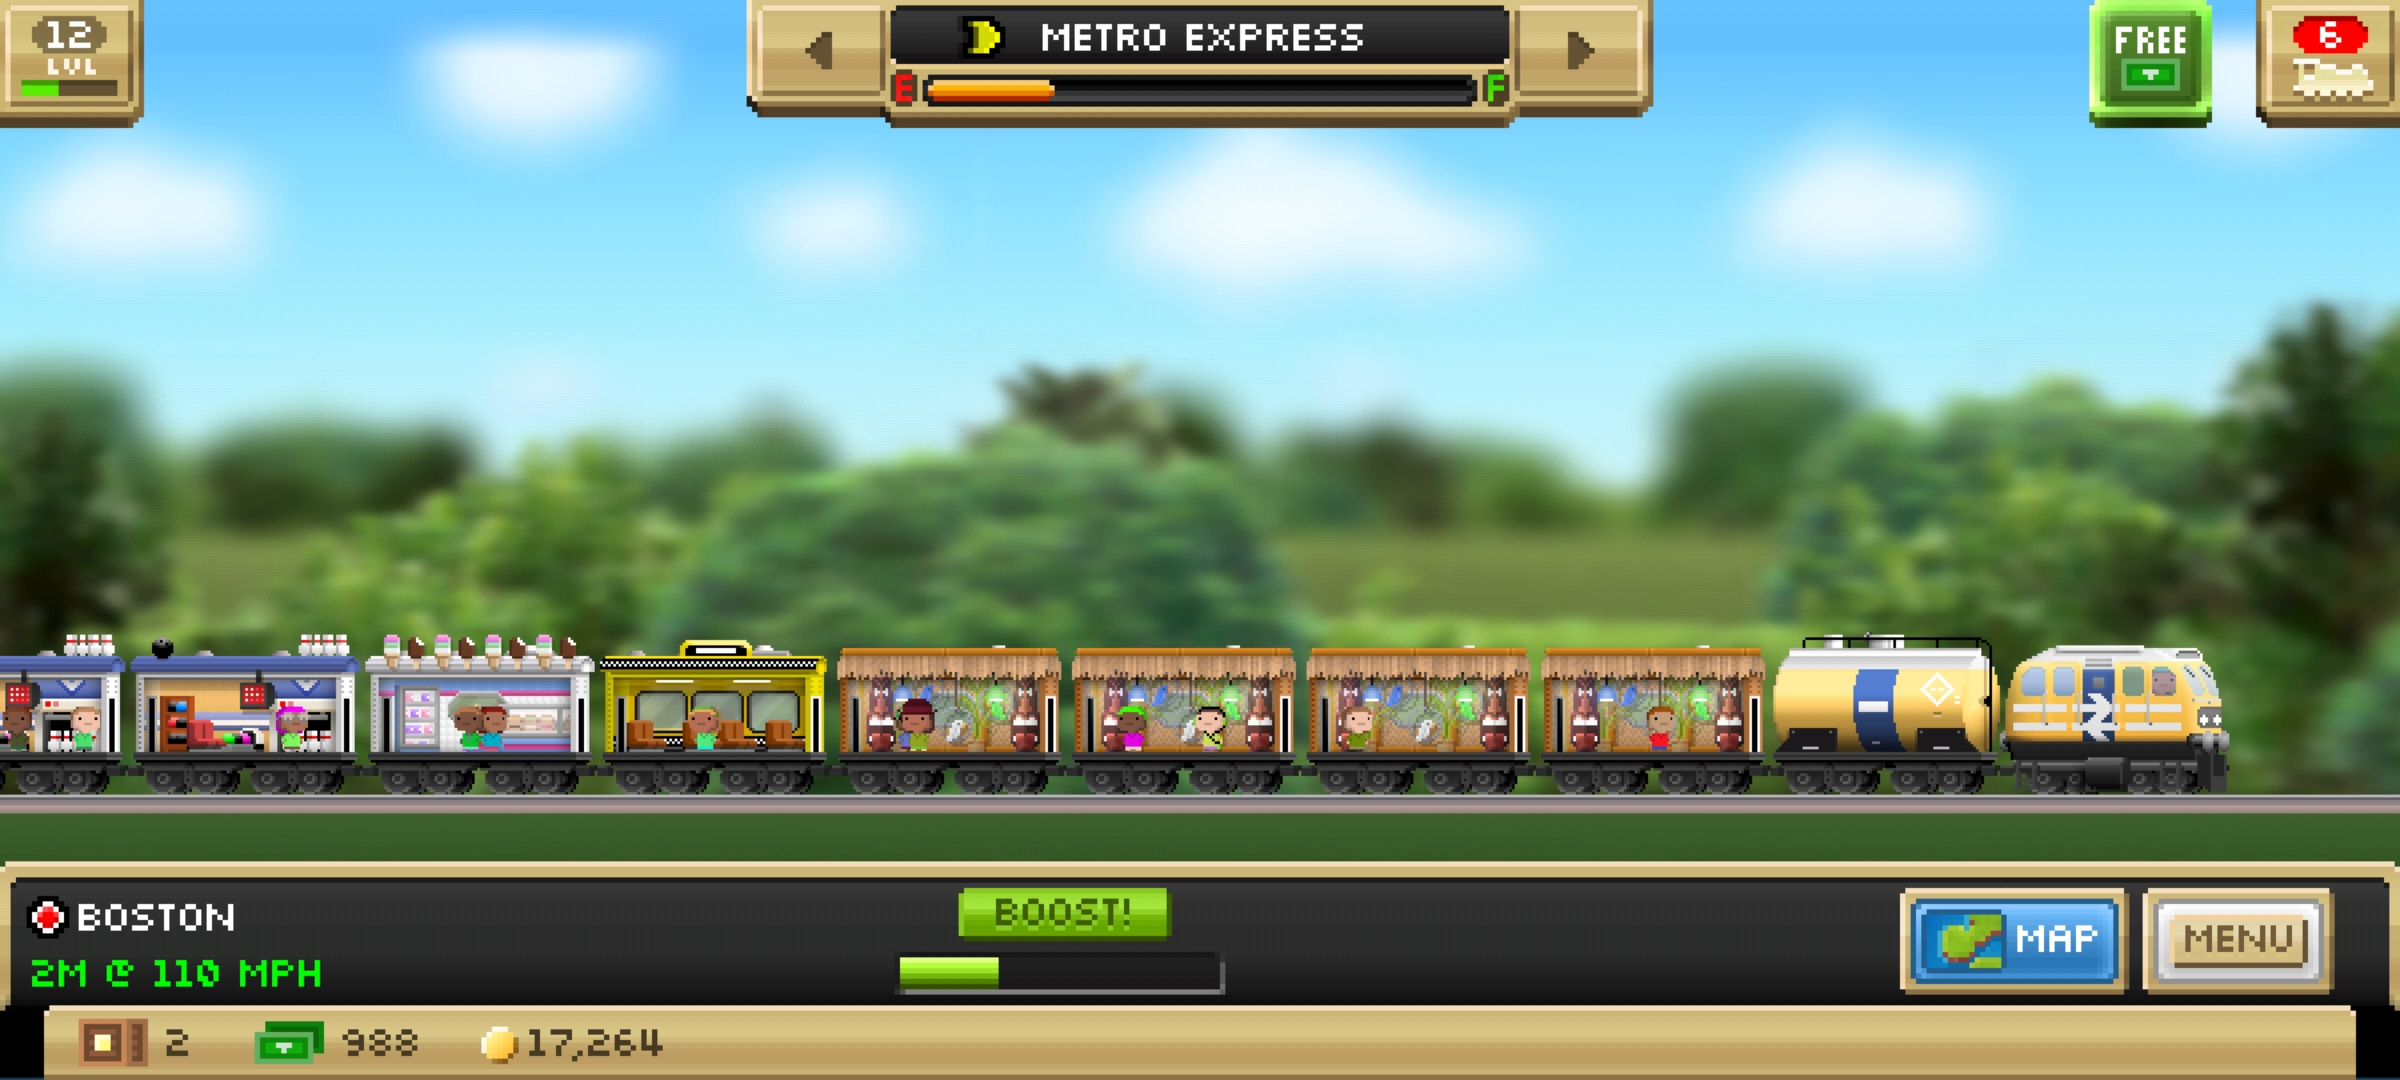 12
LVL
METRO EXPRESS
E F
FREE
6
BOSTON
2M @ 110 MPH
BOOST!
MAP
MENU
2
988
17,264